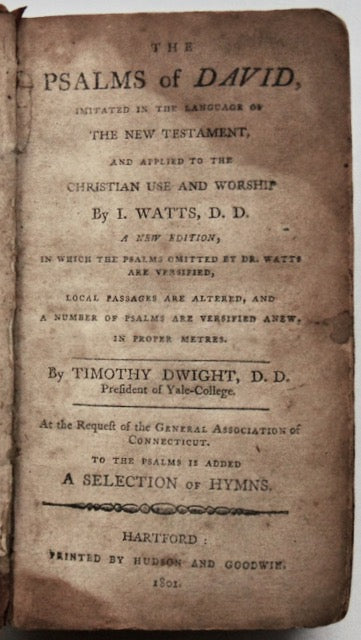 THE
PSALMS of DAVID,
IMITATED IN THE LANGUAGE OF
THE NEW TESTAMENT,
AND APPLIED TO THE
CHRISTIAN USE AND WORSHIP
By I. WATTS, D. D.
A NEW EDITION,
IN WHICH THE PSALMS OMITTED BY DR. WATTS
ARE VERSIFIED,
LOCAL PASSAGES ARE ALTERED, AND
A NUMBER OF PSALMS ARE VERSIFIED ANEW,
IN PROPER METRES.
By TIMOTHY DWIGHT, D. D.
Preſident of Yale-College.
At the Requeſt of the GENERAL ASSOCIATION of
CONNECTICUT.
TO THE PSALMS IS ADDED
A SELECTION OF HYMNS.
HARTFORD:
PRINTED BY HUDSON AND GOODWIN.
1801.